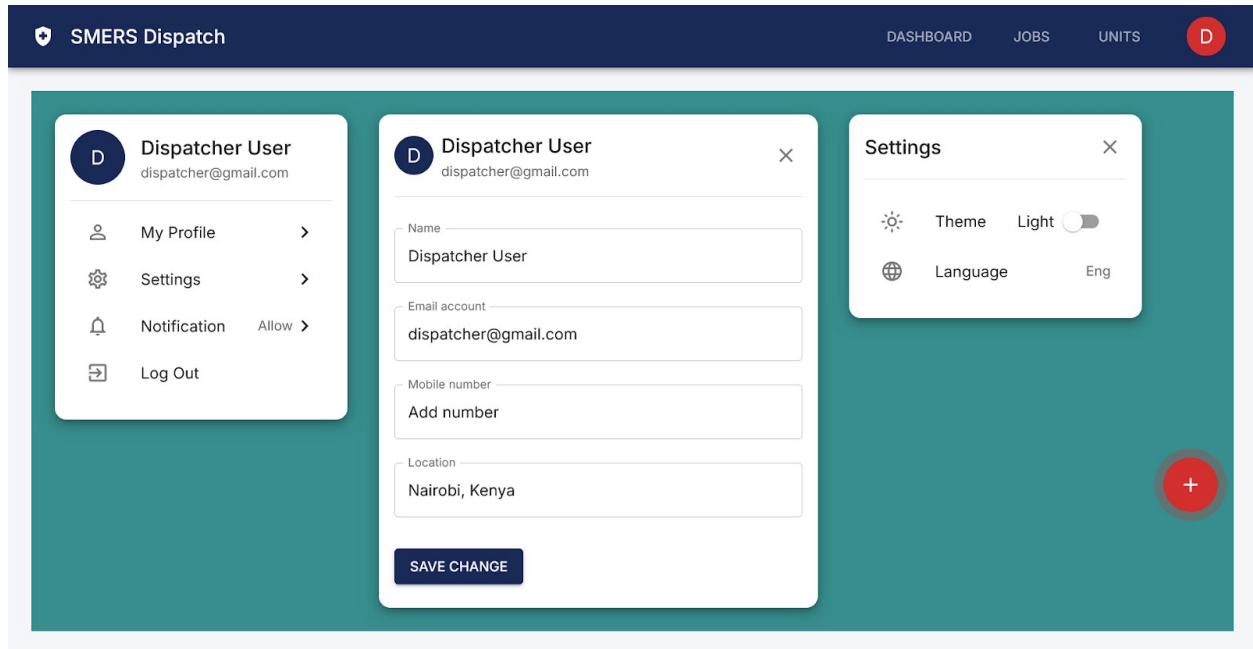 SMERS Dispatch
DASHBOARD JOBS UNITS D
D
Dispatcher User
dispatcher@gmail.com
My Profile
Settings
Notification Allow
Log Out
D
Dispatcher User
dispatcher@gmail.com
Name
Dispatcher User
Email account
dispatcher@gmail.com
Mobile number
Add number
Location
Nairobi, Kenya
SAVE CHANGE
Settings
Theme Light
Language Eng
+